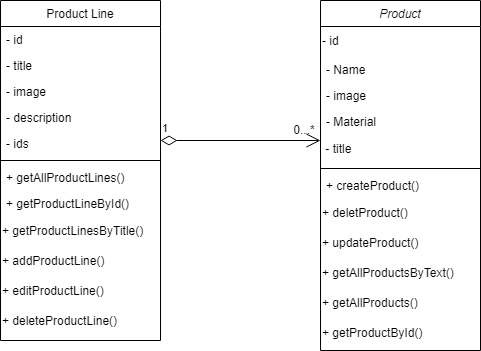 Product Line
- id
- title
- image
- description
- ids
+ getAllProductLines()
+ getProductLineById()
+ getProductLinesByTitle()
+ addProductLine()
+ editProductLine()
+ deleteProductLine()
1
0...*
Product
- id
- Name
- image
- Material
- title
+ createProduct()
+ deletProduct()
+ updateProduct()
+ getAllProductsByText()
+ getAllProducts()
+ getProductById()